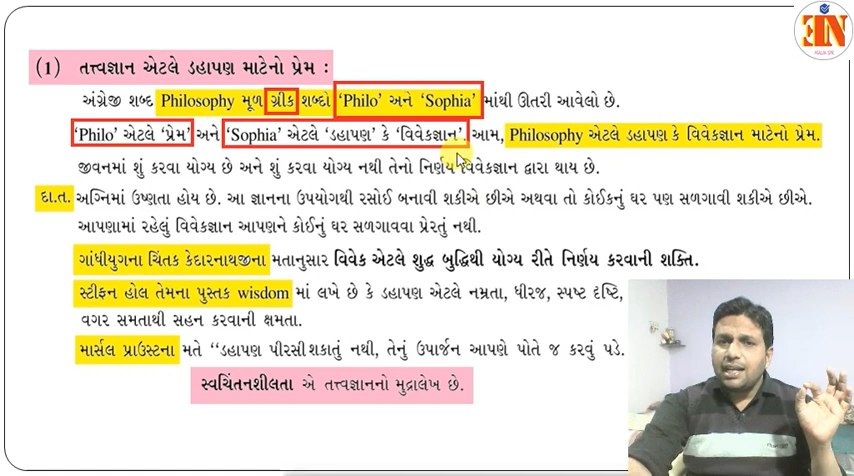 (1) તત્ત્વજ્ઞાન એટલે ડહાપણ માટેનો પ્રેમ :
અંગ્રેજી શબ્દ Philosophy મૂળ ગ્રીક શબ્દો ‘Philo’ અને ‘Sophia’ માંથી ઊતરી આવેલો છે.
‘Philo’ એટલે ‘પ્રેમ’ અને ‘Sophia’ એટલે ‘ડહાપણ’ કે ‘વિવેકજ્ઞાન’. આમ, Philosophy એટલે ડહાપણ કે વિવેકજ્ઞાન માટેનો પ્રેમ.
જીવનમાં શું કરવા યોગ્ય છે અને શું કરવા યોગ્ય નથી તેનો નિર્ણય વિવેકજ્ઞાન દ્વારા થાય છે.
દા.ત. અગ્નિમાં ઉષ્ણતા હોય છે. આ જ્ઞાનના ઉપયોગથી રસોઈ બનાવી શકીએ છીએ અથવા તો કોઈકનું ઘર પણ સળગાવી શકીએ છીએ.
આપણામાં રહેલું વિવેકજ્ઞાન આપણને કોઈનું ઘર સળગાવવા પ્રેરતું નથી.
ગાંધીયુગના ચિંતક કેદારનાથજીના મતાનુસાર વિવેક એટલે શુદ્ધ બુદ્ધિથી યોગ્ય રીતે નિર્ણય કરવાની શક્તિ.
સ્ટીફન હોલ તેમના પુસ્તક wisdom માં લખે છે કે ડહાપણ એટલે નમ્રતા, ધીરજ, સ્પષ્ટ દૃષ્ટિ,
વગર સમતાથી સહન કરવાની ક્ષમતા.
માર્સલ પ્રાઉસ્ટના મતે “ડહાપણ પીરસી શકાતું નથી, તેનું ઉપાર્જન આપણે પોતે જ કરવું પડે.
સ્વચિંતનશીલતા એ તત્ત્વજ્ઞાનનો મુદ્રાલેખ છે.